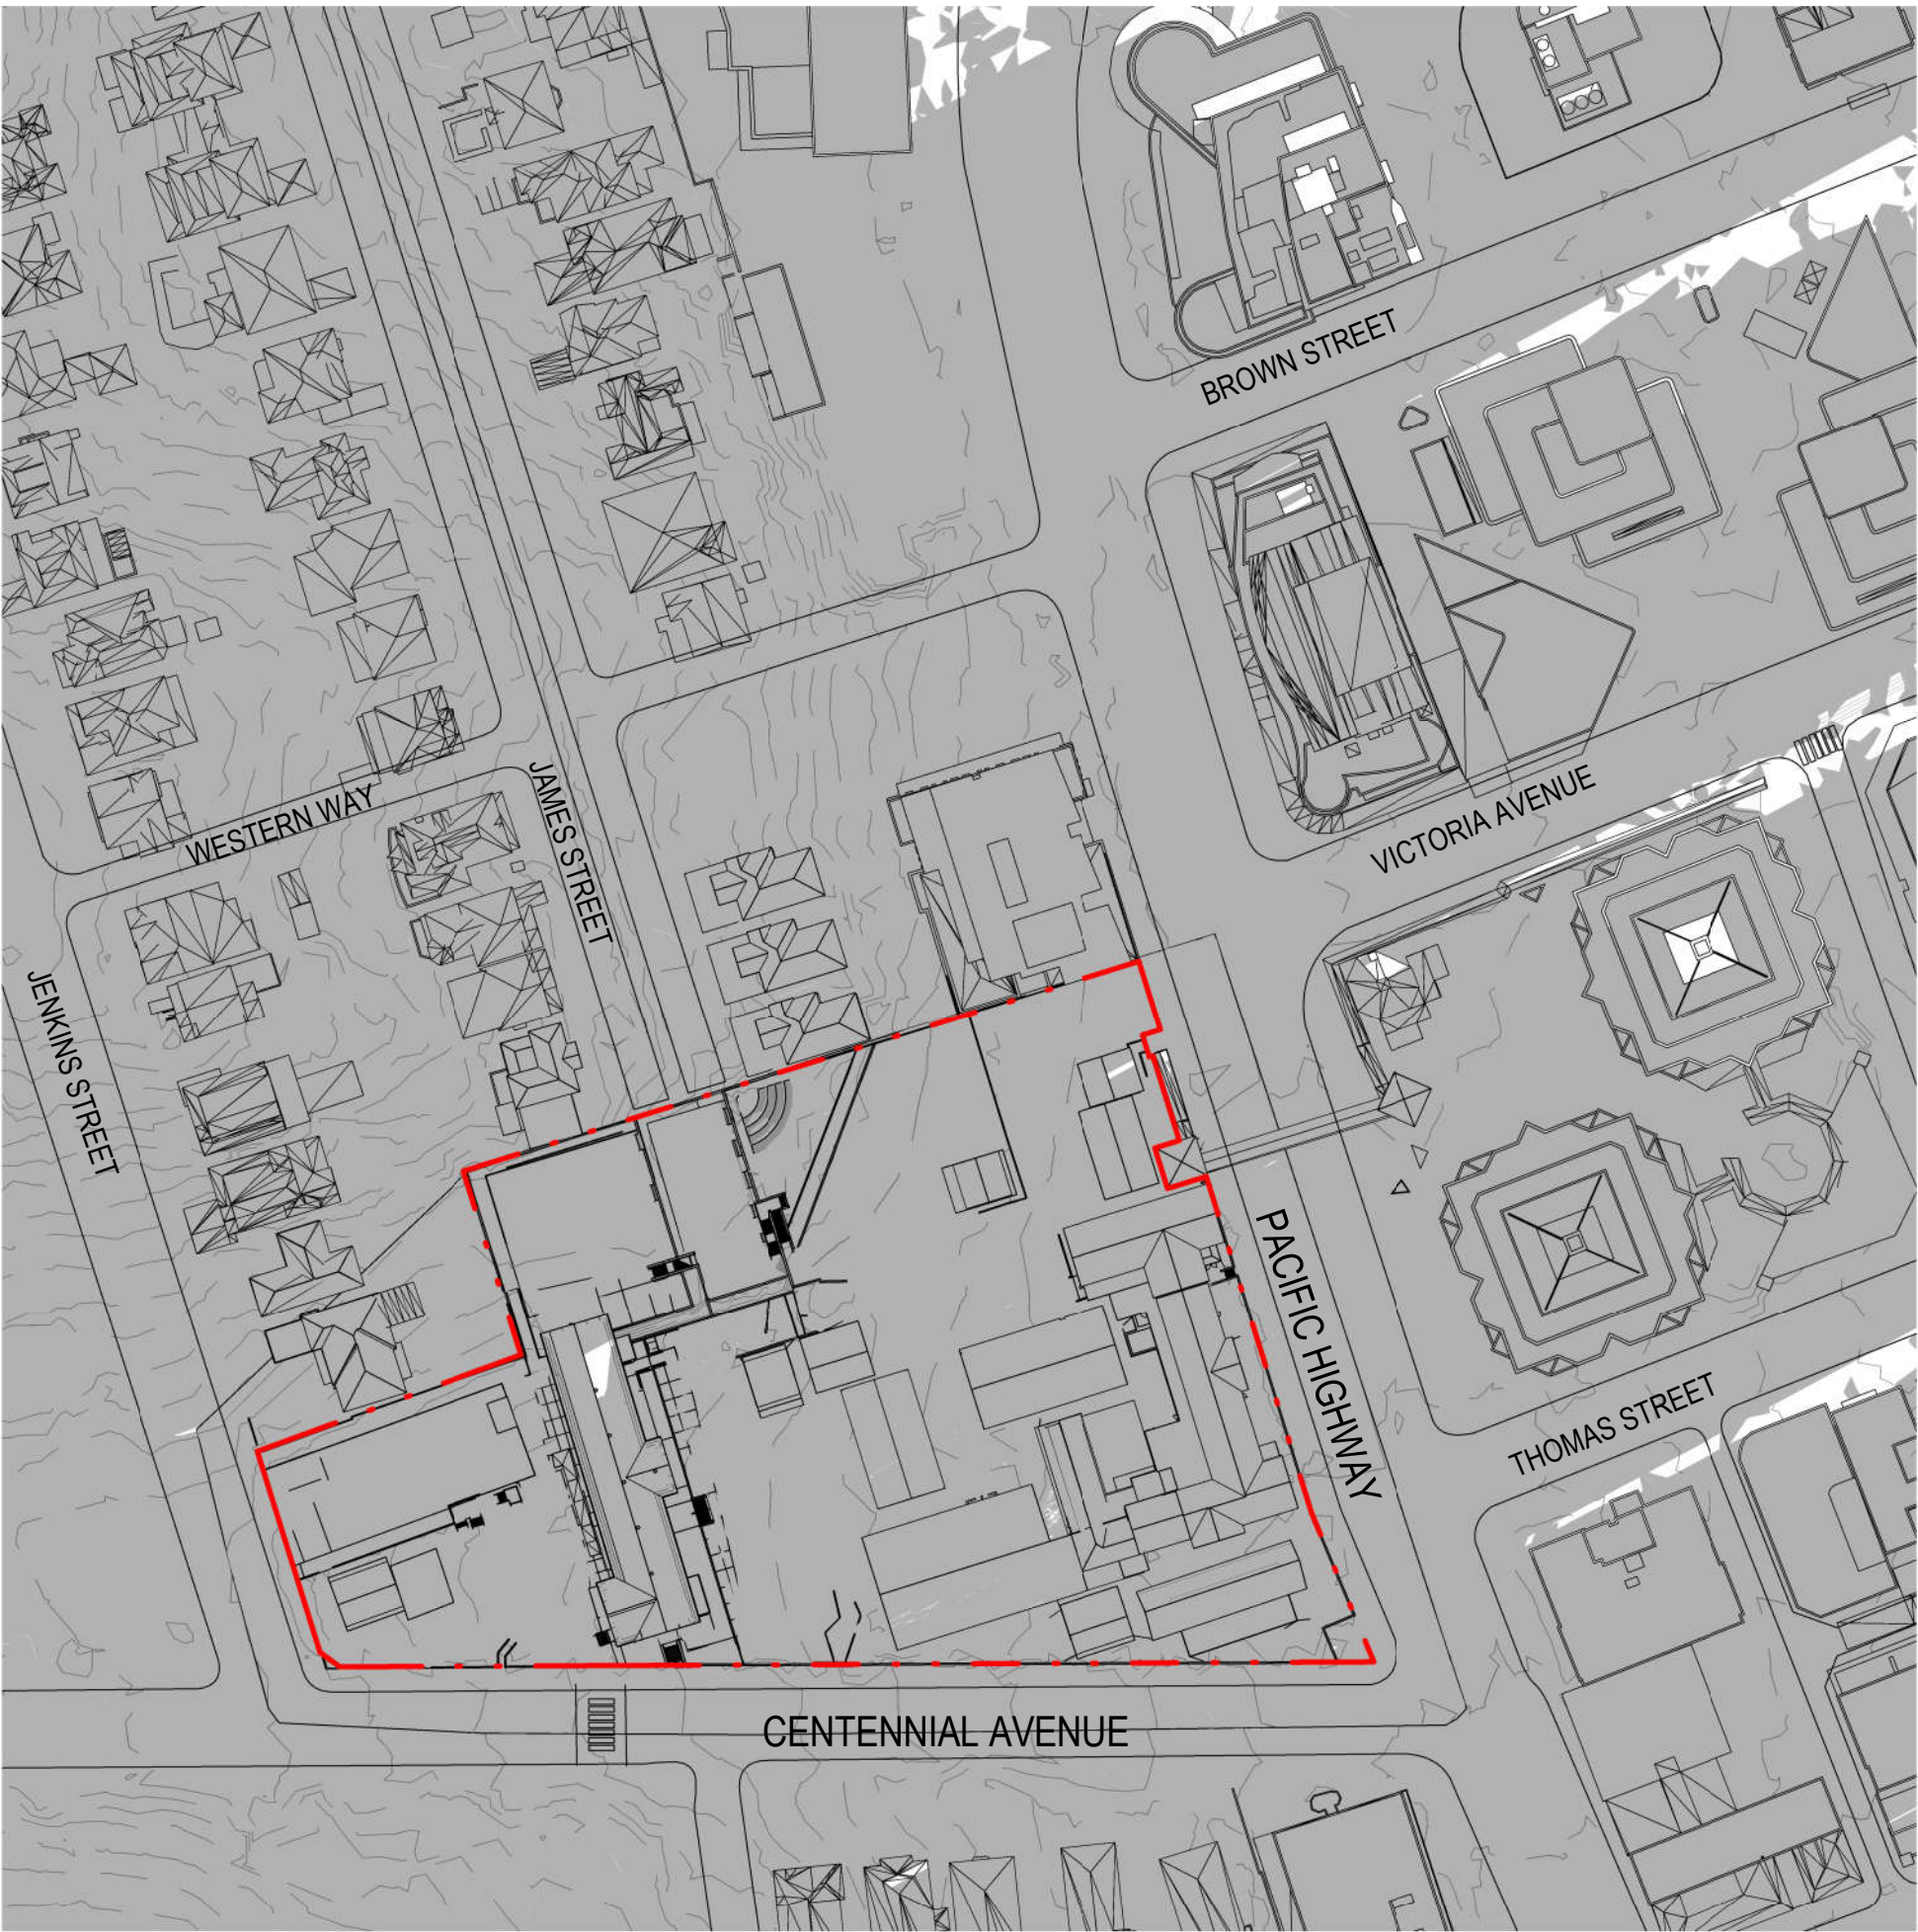 BROWN STREET
WESTERN WAY
JAMES STREET
VICTORIA AVENUE
JENKINS STREET
PACIFIC HIGHWAY
THOMAS STREET
CENTENNIAL AVENUE